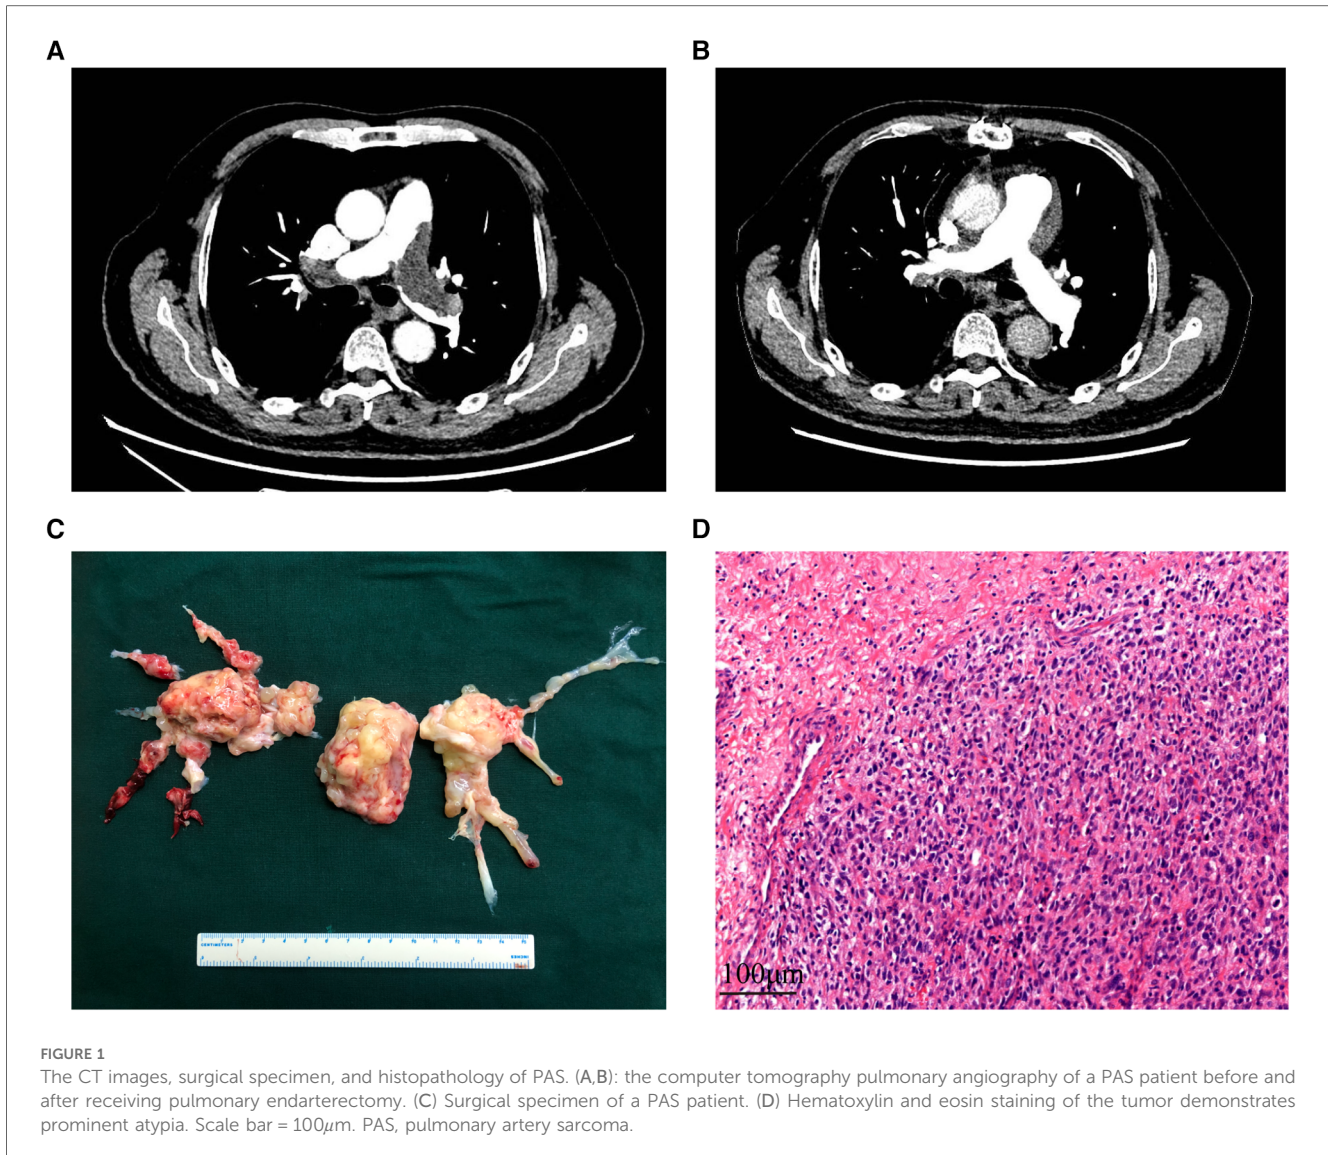 A
B
C
D
CENTIMETERS
INCHES
100μm
FIGURE 1
The CT images, surgical specimen, and histopathology of PAS. (A,B): the computer tomography pulmonary angiography of a PAS patient before and
after receiving pulmonary endarterectomy. (C) Surgical specimen of a PAS patient. (D) Hematoxylin and eosin staining of the tumor demonstrates
prominent atypia. Scale bar = 100μm. PAS, pulmonary artery sarcoma.